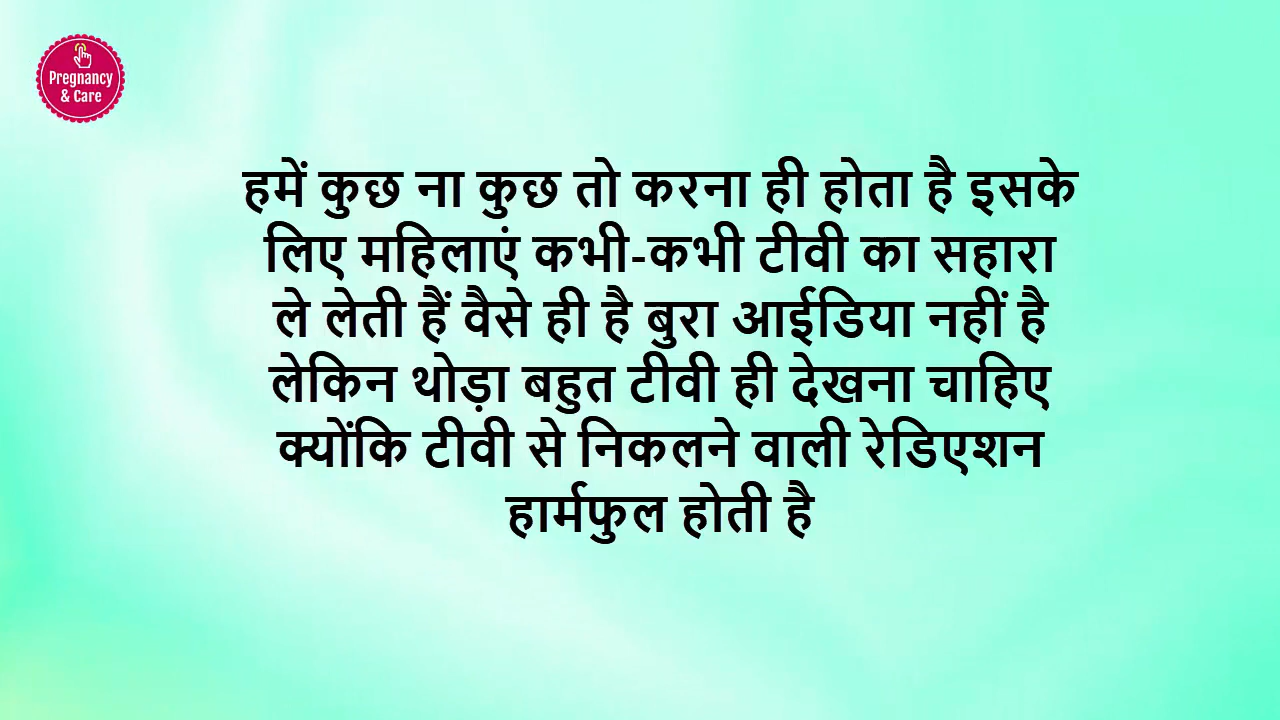 Pregnancy
& Care
हमें कुछ ना कुछ तो करना ही होता है इसके
लिए महिलाएं कभी-कभी टीवी का सहारा
ले लेती हैं वैसे ही है बुरा आईडिया नहीं है
लेकिन थोड़ा बहुत टीवी ही देखना चाहिए
क्योंकि टीवी से निकलने वाली रेडिएशन
हार्मफुल होती है